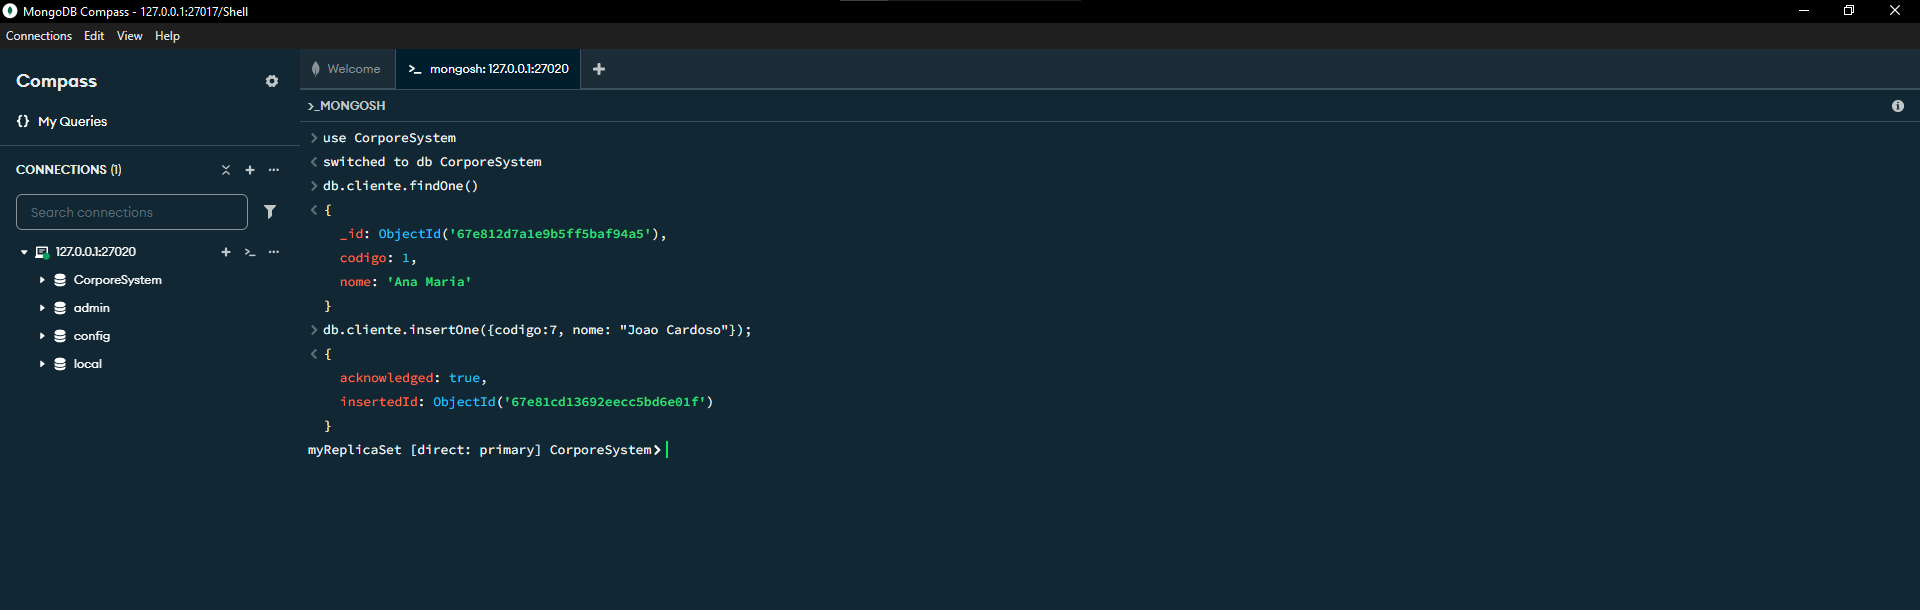 MongoDB Compass - 127.0.0.1:27017/Shell
Connections Edit View Help
Compass
My Queries
CONNECTIONS (1)
Search connections
127.0.0.1:27020
CorporeSystem
admin
config
local
Welcome
>_ mongosh: 127.0.0.1:27020
>_MONGOSH
> use CorporeSystem
< switched to db CorporeSystem
> db.cliente.findOne()
< {
_id: ObjectId('67e812d7a1e9b5ff5baf94a5'),
codigo: 1,
nome: 'Ana Maria'
}
> db.cliente.insertOne({codigo:7, nome: "Joao Cardoso"});
< {
acknowledged: true,
insertedId: ObjectId('67e81cd13692eecc5bd6e01f')
}
myReplicaSet [direct: primary] CorporeSystem>